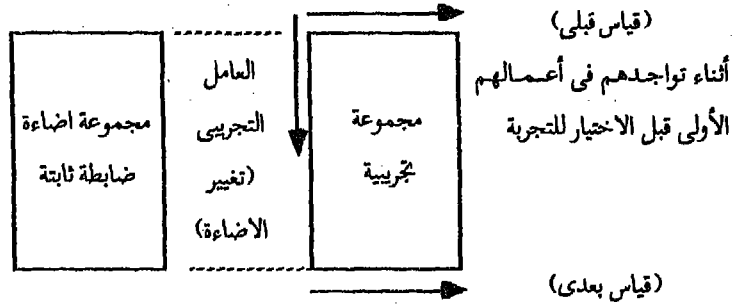 (قياس قبلى)
أثناء تواجدهم فى أعمالهم
الأولى قبل الاختيار للتجربة
مجموعة
تجريبية
العامل
التجريبى
(تغيير
الاضاءة)
مجموعة اضاءة
ضابطة ثابتة
(قياس بعدى)